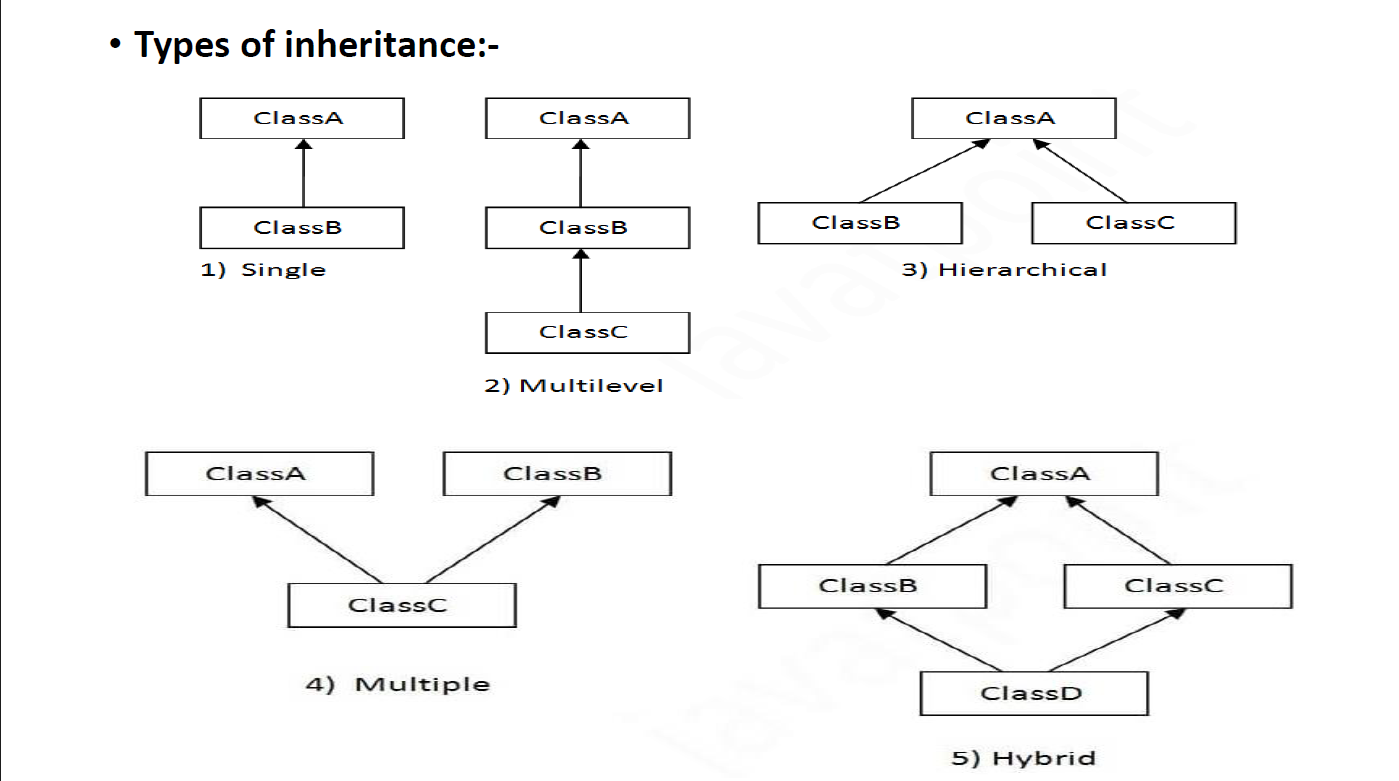 • Types of inheritance:-
ClassA
ClassB
1) Single
ClassA
ClassB
ClassC
2) Multilevel
ClassA
ClassB
ClassC
3) Hierarchical
ClassA
ClassB
ClassC
4) Multiple
ClassA
ClassB
ClassC
ClassD
5) Hybrid